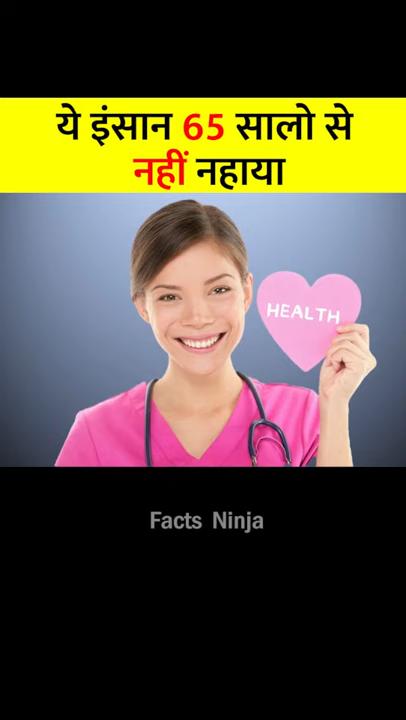 ये इंसान 65 सालो से
नहीं नहाया
HEALTH
Facts Ninja